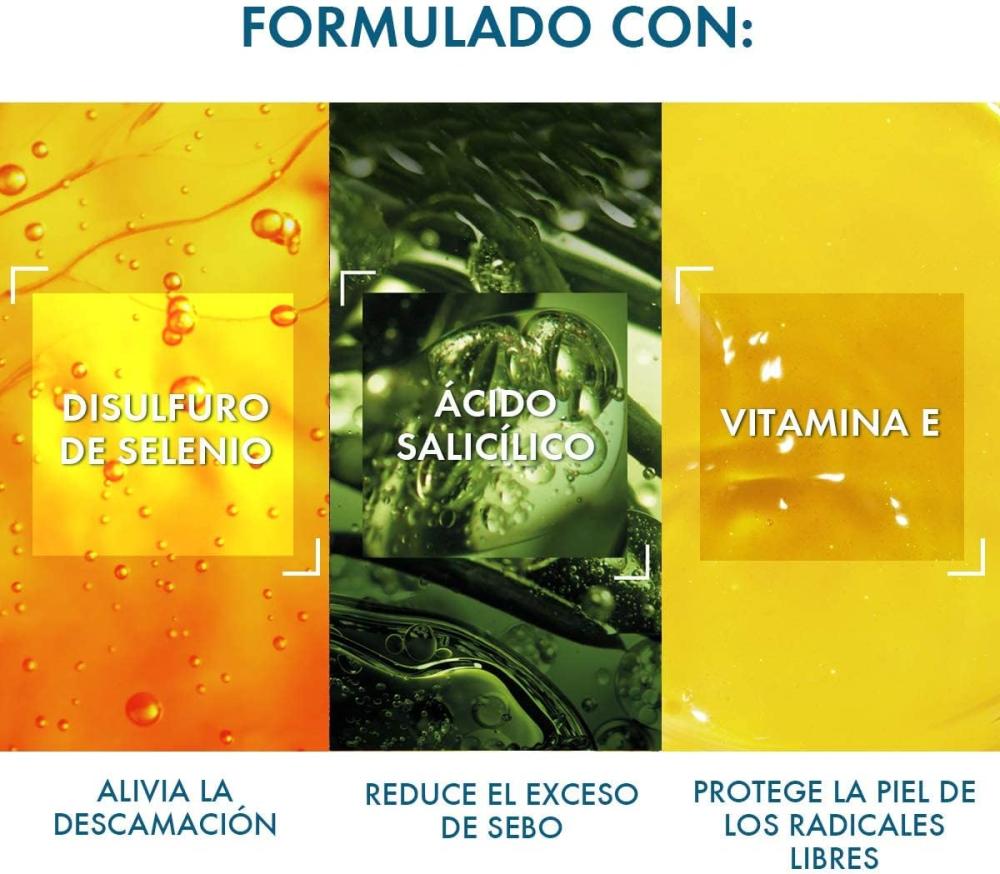 FORMULADO CON:
DISULFURO
DE SELENIO
ÁCIDO
SALICÍLICO
VITAMINA E
ALIVIA LA
DESCAMACIÓN
REDUCE EL EXCESO
DE SEBO
PROTEGE LA PIEL DE
LOS RADICALES
LIBRES